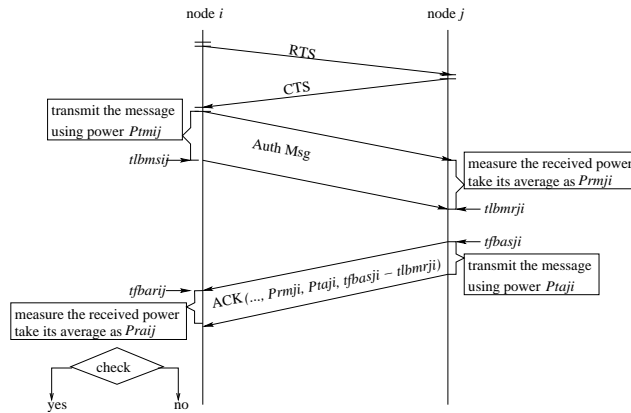 node i
node j
RTS
CTS
transmit the message
using power Ptmij
Auth Msg
tlbmsij
measure the received power
take its average as Prmji
tlbmrji
tfbasji
transmit the message
using power Ptaji
ACK (..., Prmji, Ptaji, tfbasji − tlbmrji)
tfbarij
measure the received power
take its average as Praij
check
yes
no